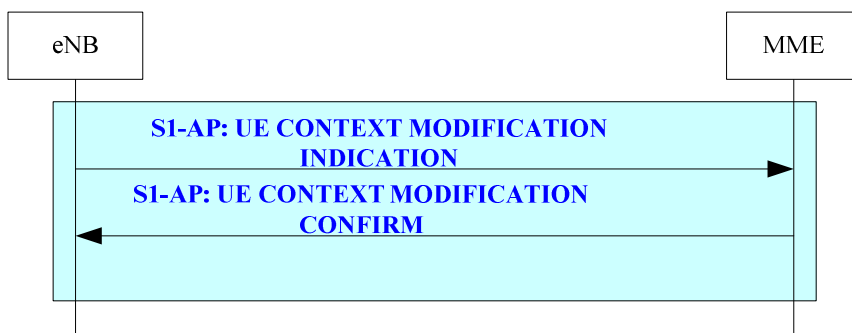 eNB
MME
S1-AP: UE CONTEXT MODIFICATION
INDICATION
S1-AP: UE CONTEXT MODIFICATION
CONFIRM